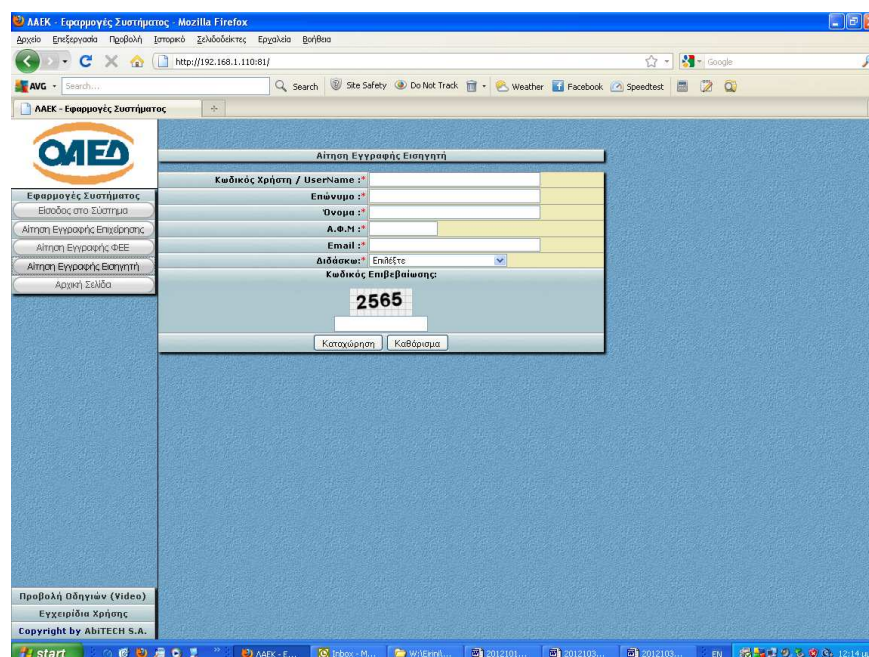 ΛΑΕΚ - Εφαρμογές Συστήματος - Mozilla Firefox
Αρχείο Επεξεργασία Προβολή Ιστορικό Σελιδοδείκτες Εργαλεία Βοήθεια
http://192.168.1.110:81/
Google
AVG Search... Search Site Safety Do Not Track Weather Facebook Speedtest
ΛΑΕΚ - Εφαρμογές Συστήματος
ΟΑΕΔ
Εφαρμογές Συστήματος
Είσοδος στο Σύστημα
Αίτηση Εγγραφής Επιχείρησης
Αίτηση Εγγραφής ΦΕΕ
Αίτηση Εγγραφής Εισηγητή
Αρχική Σελίδα
Αίτηση Εγγραφής Εισηγητή
Κωδικός Χρήστη / UserName :*
Επώνυμο :*
Όνομα :*
Α.Φ.Μ :*
Email :*
Διδάσκω:* Επιλέξτε
Κωδικός Επιβεβαίωσης:
2565
Καταχώρηση Καθάρισμα
Προβολή Οδηγιών (Video)
Εγχειρίδια Χρήσης
Copyright by AbiTECH S.A.
start ΛΑΕΚ - Ε... Inbox - M... W:\Eirini\... 2012101... 2012103... 2012103... EN 12:14 μμ